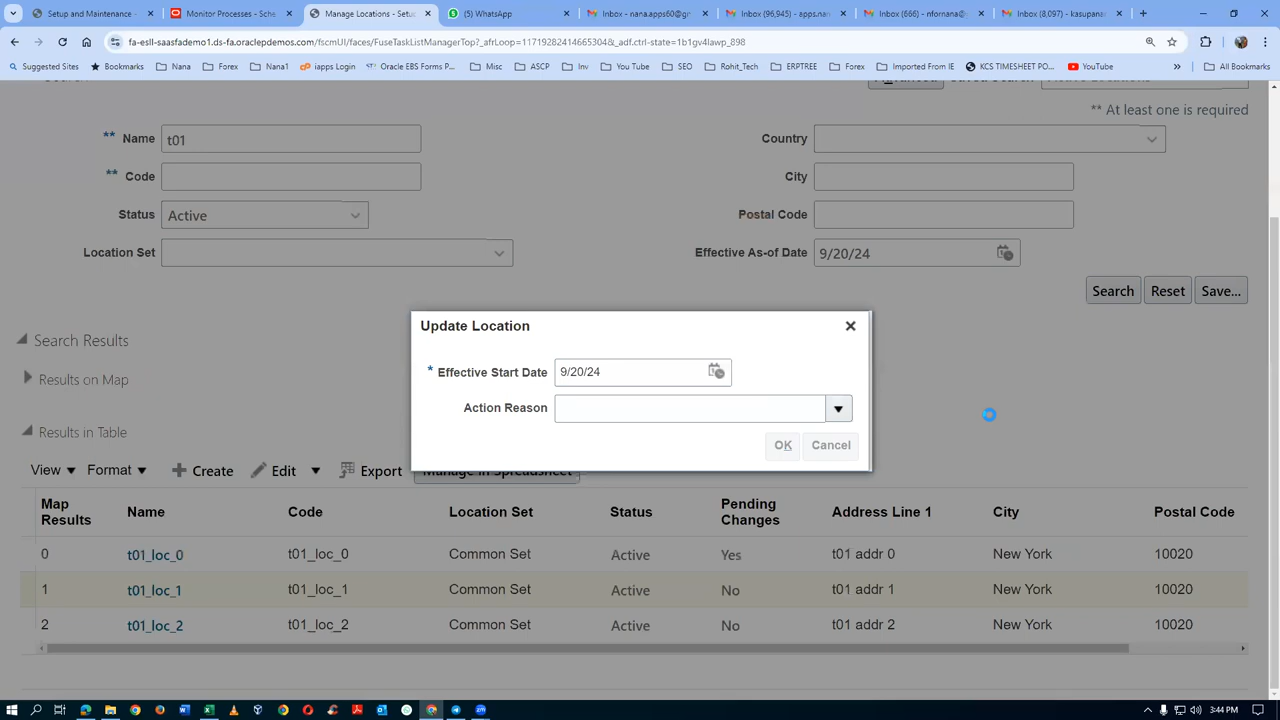 Setup and Maintenance -
Monitor Processes - Sche
Manage Locations - Setu
(5) WhatsApp
Inbox - nana.apps60@gm
Inbox (96,945) - apps.nan
Inbox (666) - nfornana@
Inbox (8,097) - kasupana
fa-esll-saasfademo1.ds-fa.oraclepdemos.com/fscmUI/faces/FuseTaskListManagerTop?_afrLoop=117192824146653048&_adf.ctrl-state=1b1gv4lawp_898
Suggested Sites
Bookmarks
Nana
Forex
Nana1
iapps Login
Oracle EBS Forms P...
Misc
ASCP
Inv
You Tube
SEO
Rohit_Tech
ERPTREE
Forex
Imported From IE
KCS TIMESHEET PO...
YouTube
All Bookmarks
** At least one is required
** Name t01
Country
** Code
City
Status Active
Postal Code
Location Set
Effective As-of Date 9/20/24
Search Reset Save...
Update Location
Search Results
* Effective Start Date 9/20/24
Results on Map
Action Reason
Results in Table
OK Cancel
View Format Create Edit Export Manage in Spreadsheet
Map Results Name Code Location Set Status Pending Changes Address Line 1 City Postal Code
0 t01_loc_0 t01_loc_0 Common Set Active Yes t01 addr 0 New York 10020
1 t01_loc_1 t01_loc_1 Common Set Active No t01 addr 1 New York 10020
2 t01_loc_2 t01_loc_2 Common Set Active No t01 addr 2 New York 10020
3:44 PM